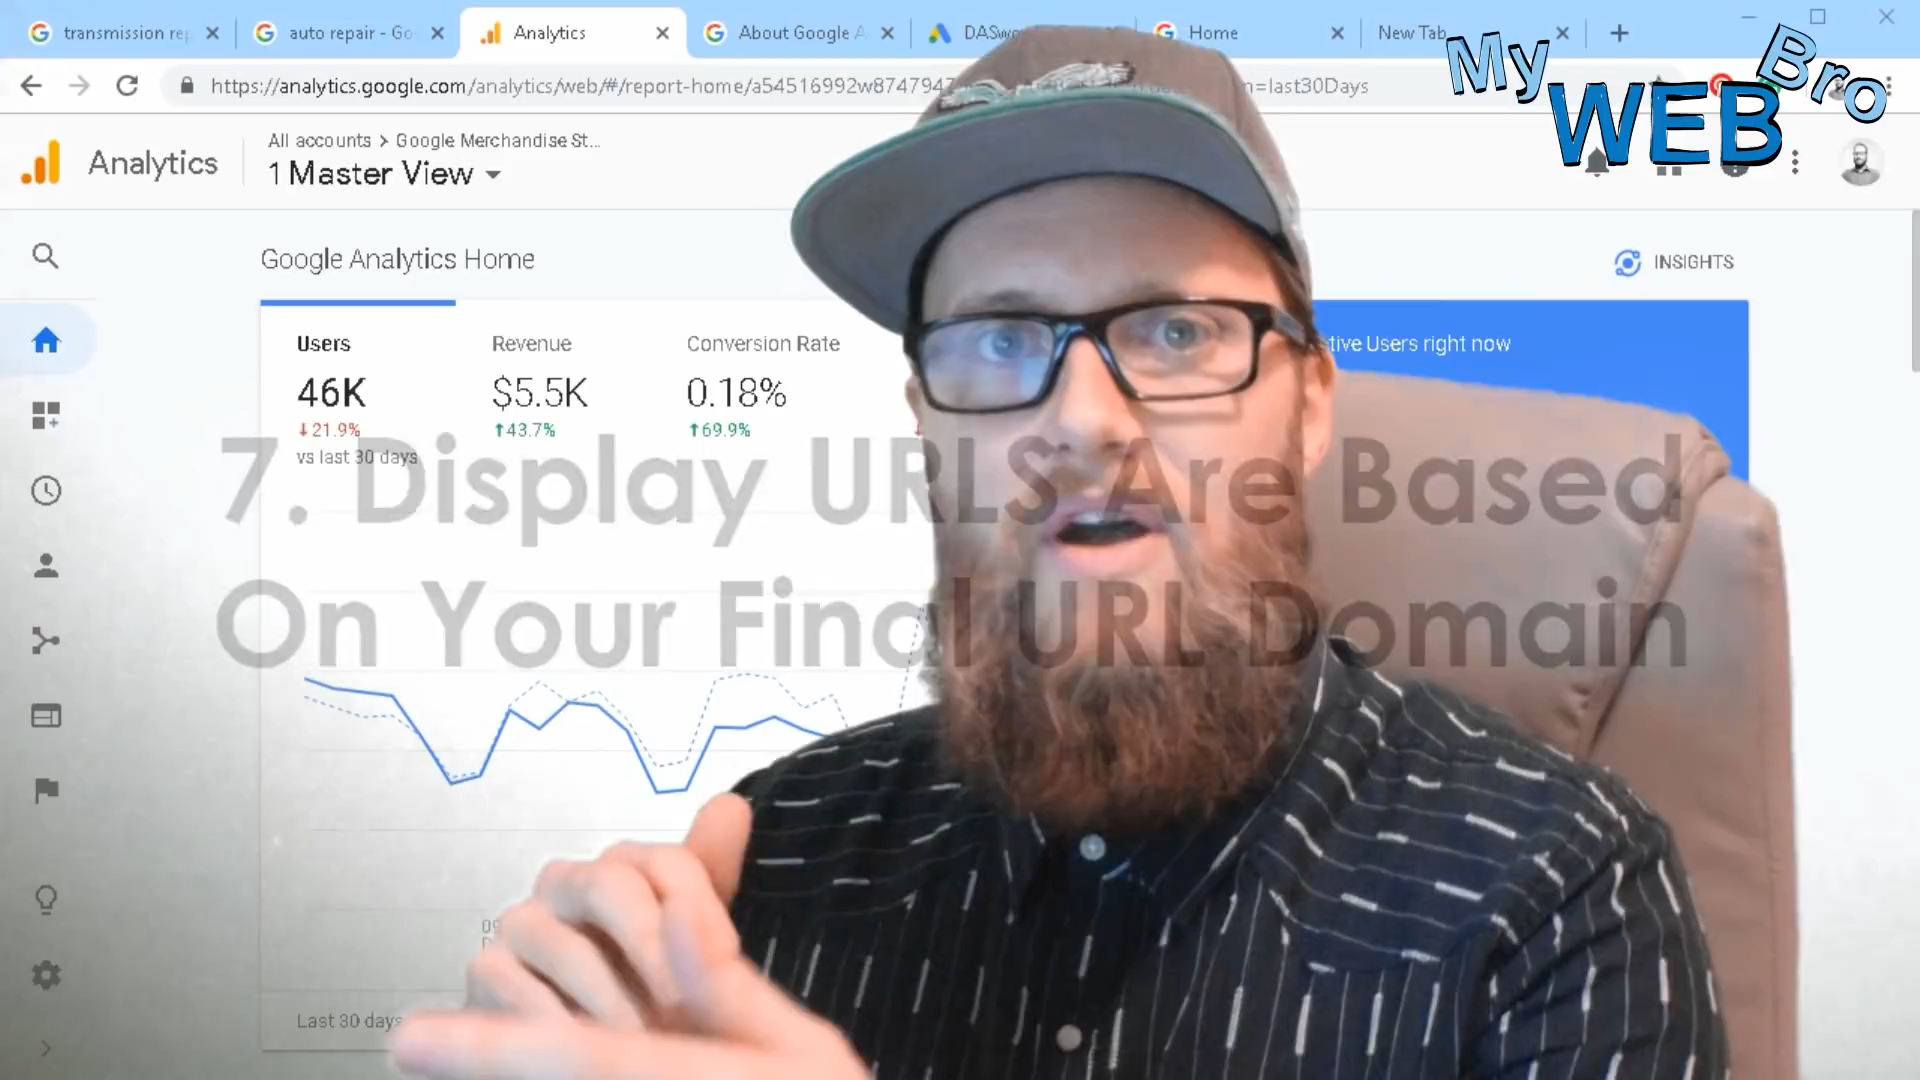 transmission rep
auto repair - Go
Analytics
About Google A
DASwo
Home
New Tab
https://analytics.google.com/analytics/web/#/report-home/a54516992w8747947
=last30Days
My
WEB
Bro
Analytics
All accounts > Google Merchandise St...
1 Master View
Google Analytics Home
INSIGHTS
Users
Revenue
Conversion Rate
tive Users right now
46K
$5.5K
0.18%
21.9%
43.7%
69.9%
vs last 30 days
7. Display URLS Are Based
On Your Final URL Domain
09
Last 30 days